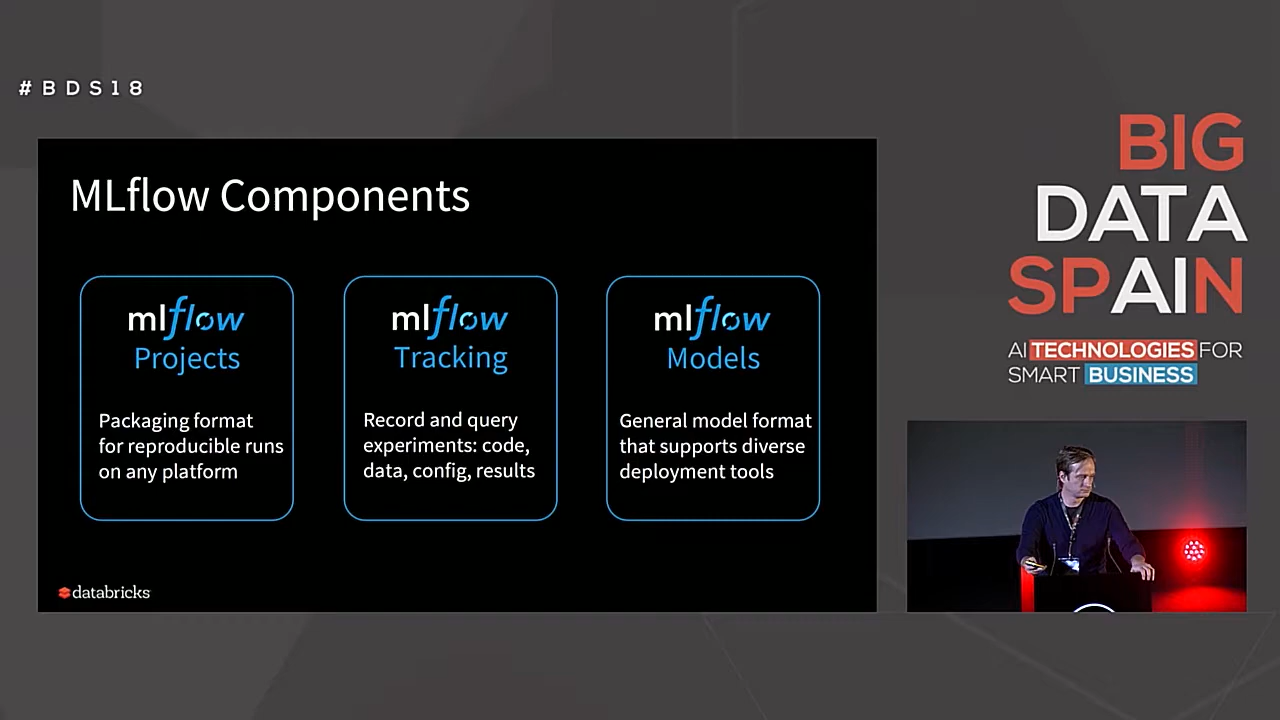 #BDS18
MLflow Components
mlflow
Projects
Packaging format
for reproducible runs
on any platform
mlflow
Tracking
Record and query
experiments: code,
data, config, results
mlflow
Models
General model format
that supports diverse
deployment tools
databricks
BIG
DATA
SPAIN
AI TECHNOLOGIES FOR
SMART BUSINESS